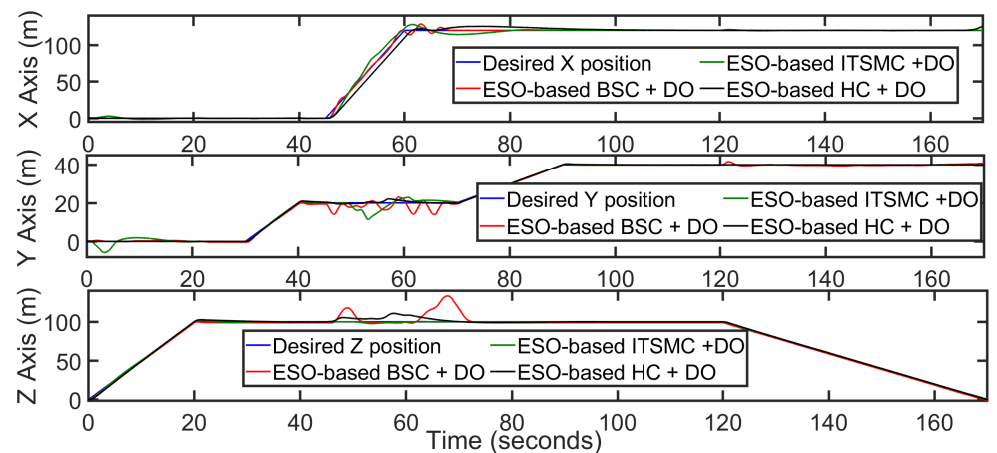 X Axis (m)
100
50
0
Desired X position
ESO-based ITSMC +DO
ESO-based BSC + DO
ESO-based HC + DO
0 20 40 60 80 100 120 140 160
Y Axis (m)
40
20
0
Desired Y position
ESO-based ITSMC +DO
ESO-based BSC + DO
ESO-based HC + DO
0 20 40 60 80 100 120 140 160
Z Axis (m)
100
50
0
Desired Z position
ESO-based ITSMC +DO
ESO-based BSC + DO
ESO-based HC + DO
0 20 40 60 80 100 120 140 160
Time (seconds)